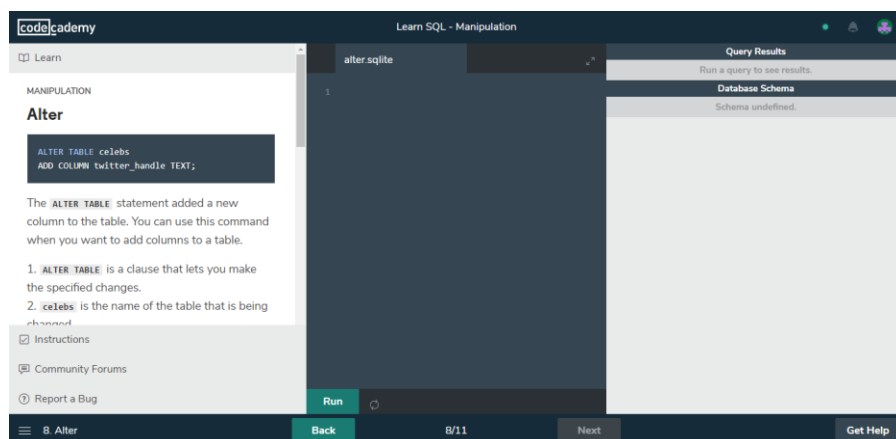 codecademy
Learn SQL - Manipulation
Learn
MANIPULATION
Alter
ALTER TABLE celebs
ADD COLUMN twitter_handle TEXT;
The ALTER TABLE statement added a new
column to the table. You can use this command
when you want to add columns to a table.
1. ALTER TABLE is a clause that lets you make
the specified changes.
2. celebs is the name of the table that is being
changed
Instructions
Community Forums
Report a Bug
alter.sqlite
1
Run
Query Results
Run a query to see results.
Database Schema
Schema undefined.
8. Alter
Back
8/11
Next
Get Help